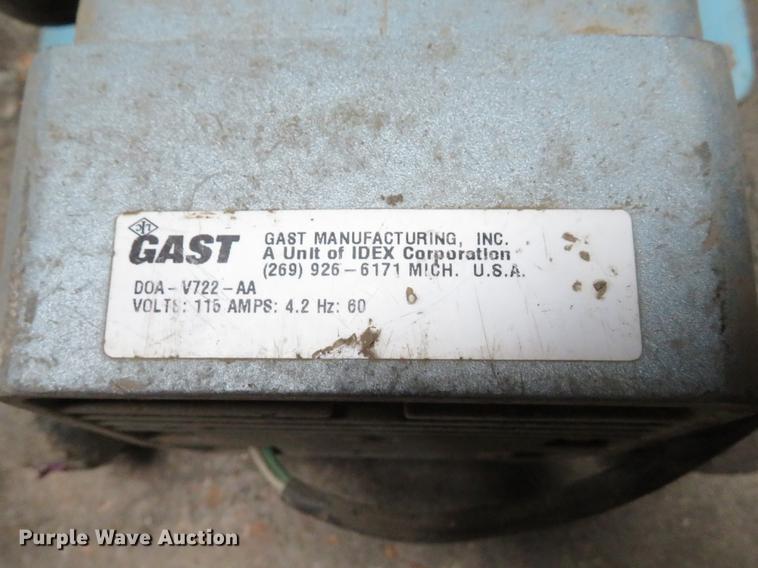 GAST
GAST MANUFACTURING, INC.
A Unit of IDEX Corporation
(269) 926-6171 MICH. U.S.A.
DOA-V722-AA
VOLTS: 115 AMPS: 4.2 Hz: 60
Purple Wave Auction